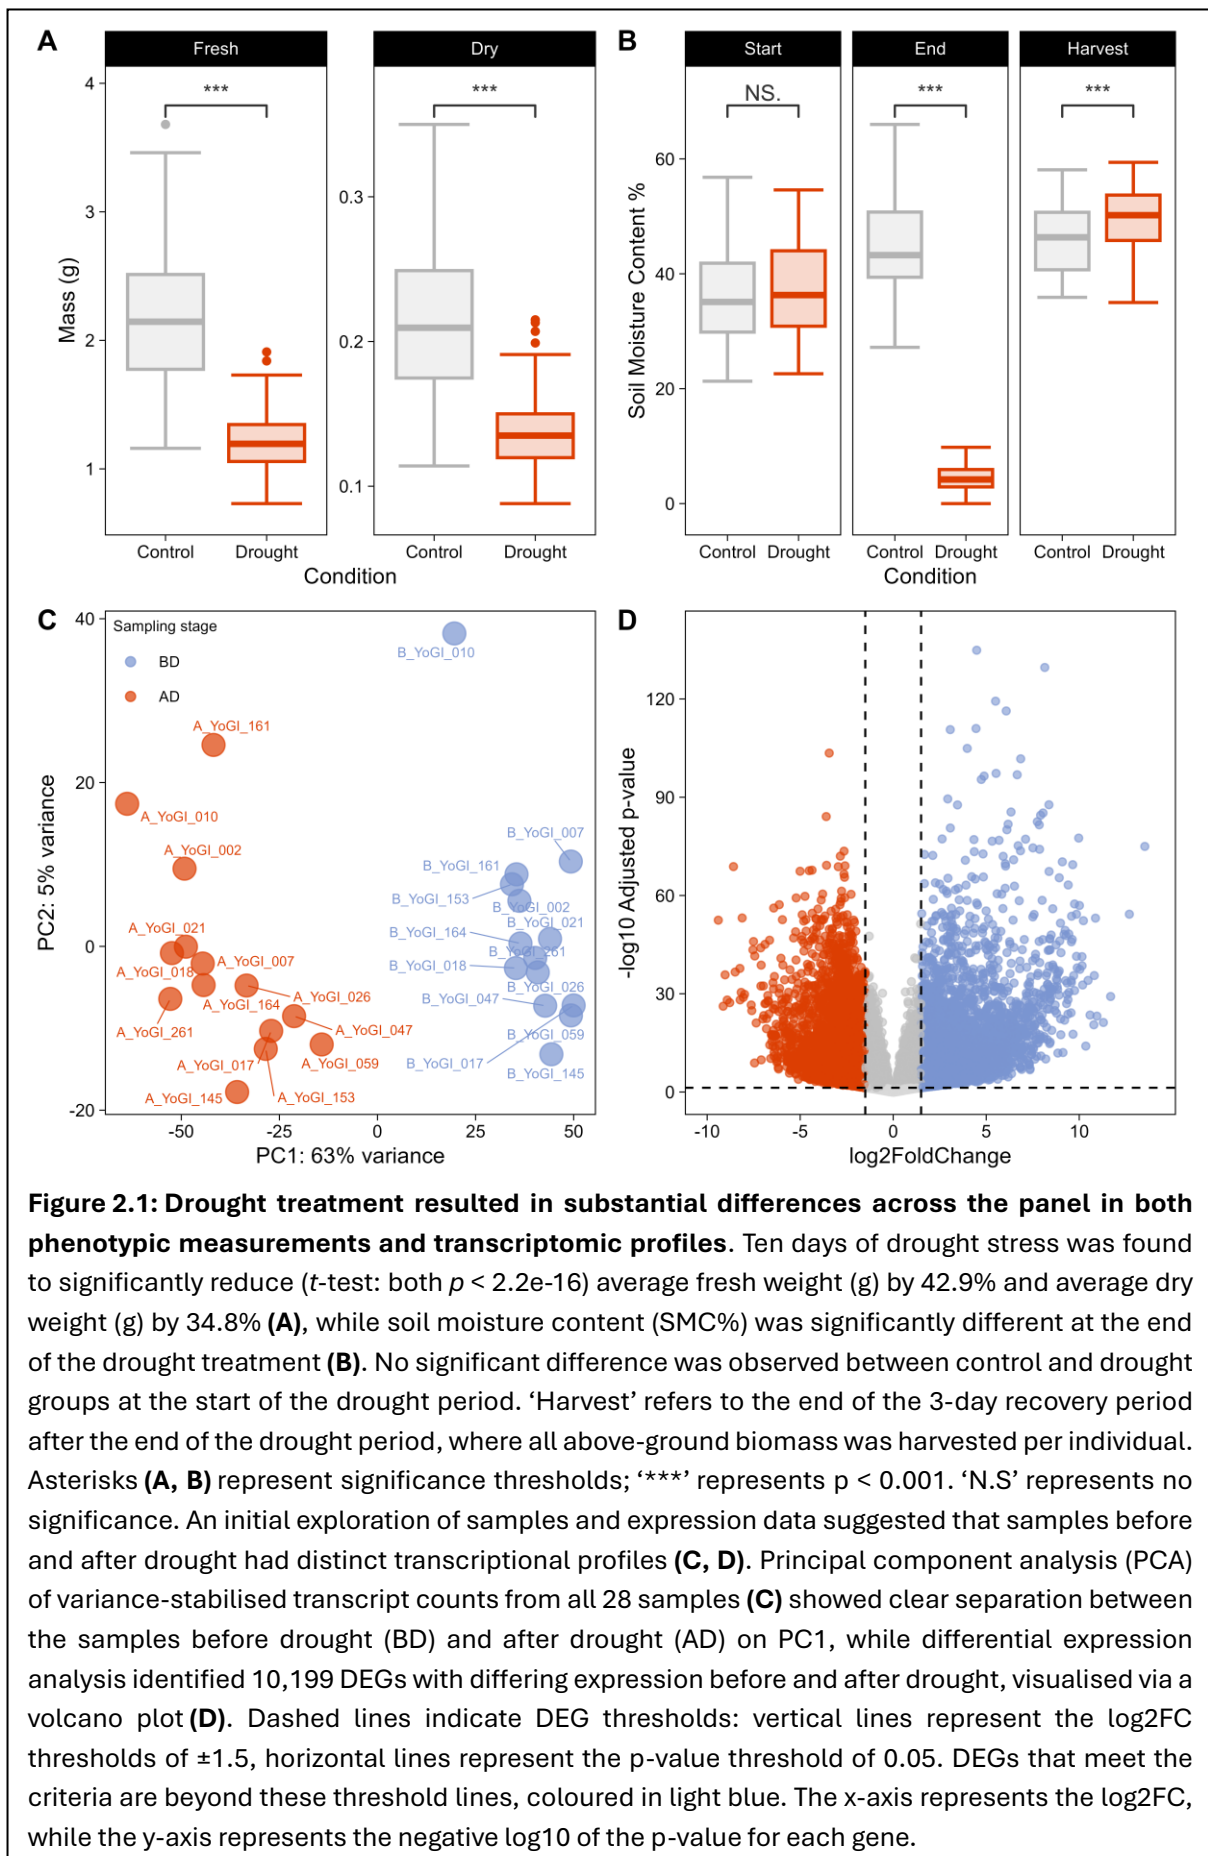 A
Fresh
Dry
***
***
4
3
2
1
0.3
0.2
0.1
Mass (g)
Control
Drought
Control
Drought
Condition
B
Start
End
Harvest
NS.
***
***
60
40
20
0
Soil Moisture Content %
Control
Drought
Control
Drought
Control
Drought
Condition
C
Sampling stage
BD
AD
40
20
0
-20
PC2: 5% variance
B_YoGI_010
A_YoGI_161
A_YoGI_010
A_YoGI_002
A_YoGI_021
A_YoGI_018
A_YoGI_007
A_YoGI_164
A_YoGI_026
A_YoGI_261
A_YoGI_047
A_YoGI_017
A_YoGI_059
A_YoGI_145
A_YoGI_153
B_YoGI_007
B_YoGI_161
B_YoGI_153
B_YoGI_002
B_YoGI_021
B_YoGI_164
B_YoGI_261
B_YoGI_018
B_YoGI_026
B_YoGI_047
B_YoGI_059
B_YoGI_017
B_YoGI_145
-50
-25
0
25
50
PC1: 63% variance
D
120
90
60
30
0
-log10 Adjusted p-value
-10
-5
0
5
10
log2FoldChange
Figure 2.1: Drought treatment resulted in substantial differences across the panel in both
phenotypic measurements and transcriptomic profiles. Ten days of drought stress was found
to significantly reduce (t-test: both p < 2.2e-16) average fresh weight (g) by 42.9% and average dry
weight (g) by 34.8% (A), while soil moisture content (SMC%) was significantly different at the end
of the drought treatment (B). No significant difference was observed between control and drought
groups at the start of the drought period. ‘Harvest’ refers to the end of the 3-day recovery period
after the end of the drought period, where all above-ground biomass was harvested per individual.
Asterisks (A, B) represent significance thresholds; ‘***’ represents p < 0.001. ‘N.S’ represents no
significance. An initial exploration of samples and expression data suggested that samples before
and after drought had distinct transcriptional profiles (C, D). Principal component analysis (PCA)
of variance-stabilised transcript counts from all 28 samples (C) showed clear separation between
the samples before drought (BD) and after drought (AD) on PC1, while differential expression
analysis identified 10,199 DEGs with differing expression before and after drought, visualised via a
volcano plot (D). Dashed lines indicate DEG thresholds: vertical lines represent the log2FC
thresholds of ±1.5, horizontal lines represent the p-value threshold of 0.05. DEGs that meet the
criteria are beyond these threshold lines, coloured in light blue. The x-axis represents the log2FC,
while the y-axis represents the negative log10 of the p-value for each gene.